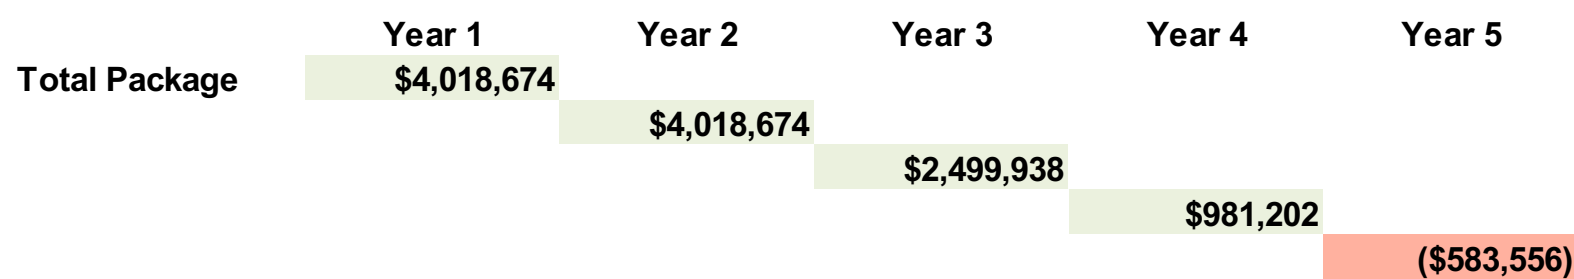 Year 1 Year 2 Year 3 Year 4 Year 5
Total Package $4,018,674
$4,018,674
$2,499,938
$981,202
($583,556)